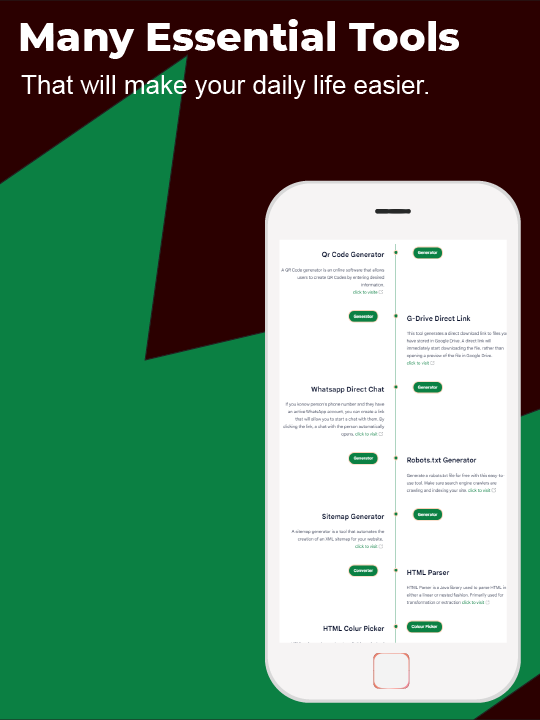 Many Essential Tools
That will make your daily life easier.
Qr Code Generator
Generator
A QR Code generator is an online software that allows
users to create QR Codes by entering desired
information.
click to visite
Generator
G-Drive Direct Link
This tool generates a direct download link to files you
have stored in Google Drive. A direct link will
immediately start downloading the file, rather than
opening a preview of the file in Google Drive.
click to visit
Whatsapp Direct Chat
Generator
If you know person's phone number and they have
an active WhatsApp account, you can create a link
that will allow you to start a chat with them. By
clicking the link, a chat with the person automatically
opens. click to visit
Generator
Robots.txt Generator
Generate a robots.txt file for free with this easy-to-
use tool. Make sure search engine crawlers are
crawling and indexing your site. click to visit
Sitemap Generator
Generator
A sitemap generator is a tool that automates the
creation of an XML sitemap for your website.
click to visit
Converter
HTML Parser
HTML Parser is a Java library used to parse HTML in
either a linear or nested fashion. Primarily used for
transformation or extraction click to visit
HTML Colur Picker
Colour Picker